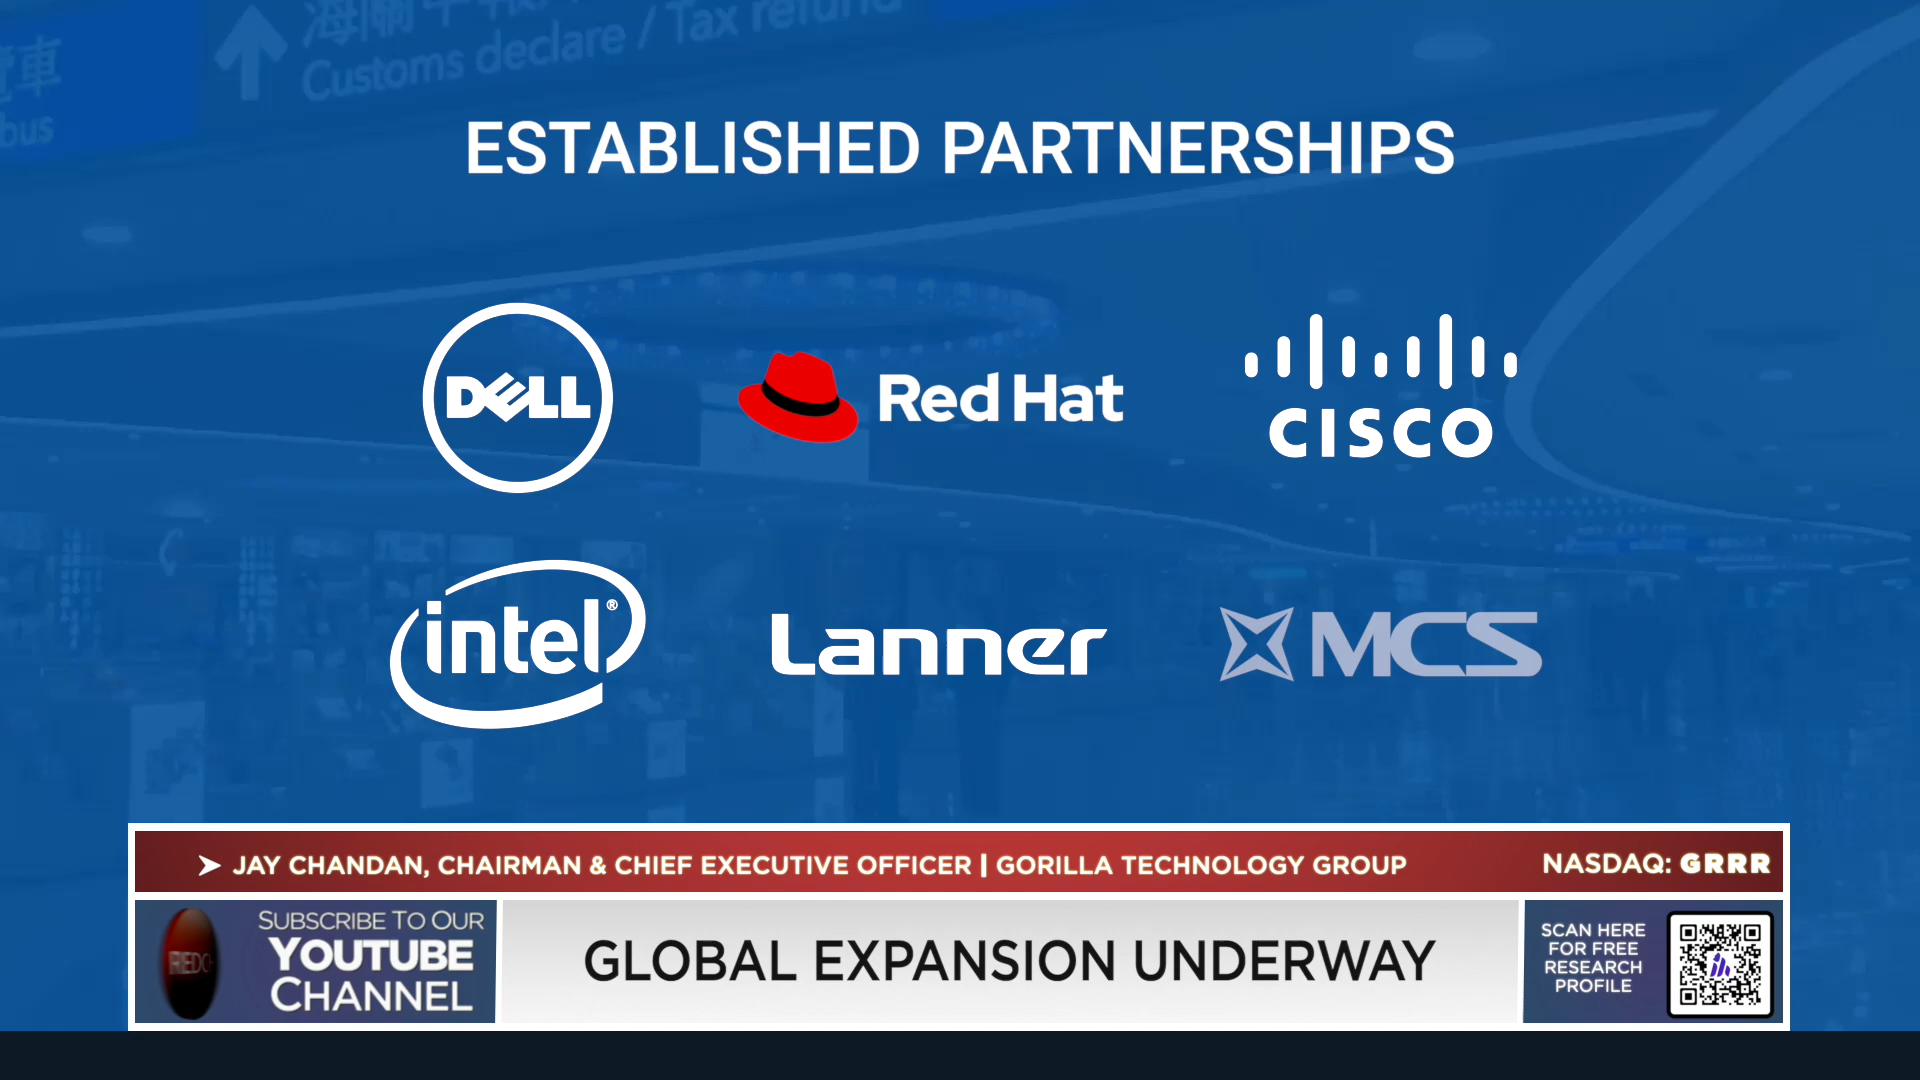 電車
bus
Customs declare / Tax refund
ESTABLISHED PARTNERSHIPS
DELL
Red Hat
CISCO
intel®
Lanner
MCS
JAY CHANDAN, CHAIRMAN & CHIEF EXECUTIVE OFFICER | GORILLA TECHNOLOGY GROUP
NASDAQ: GRRR
SUBSCRIBE TO OUR
YOUTUBE
CHANNEL
GLOBAL EXPANSION UNDERWAY
SCAN HERE
FOR FREE
RESEARCH
PROFILE